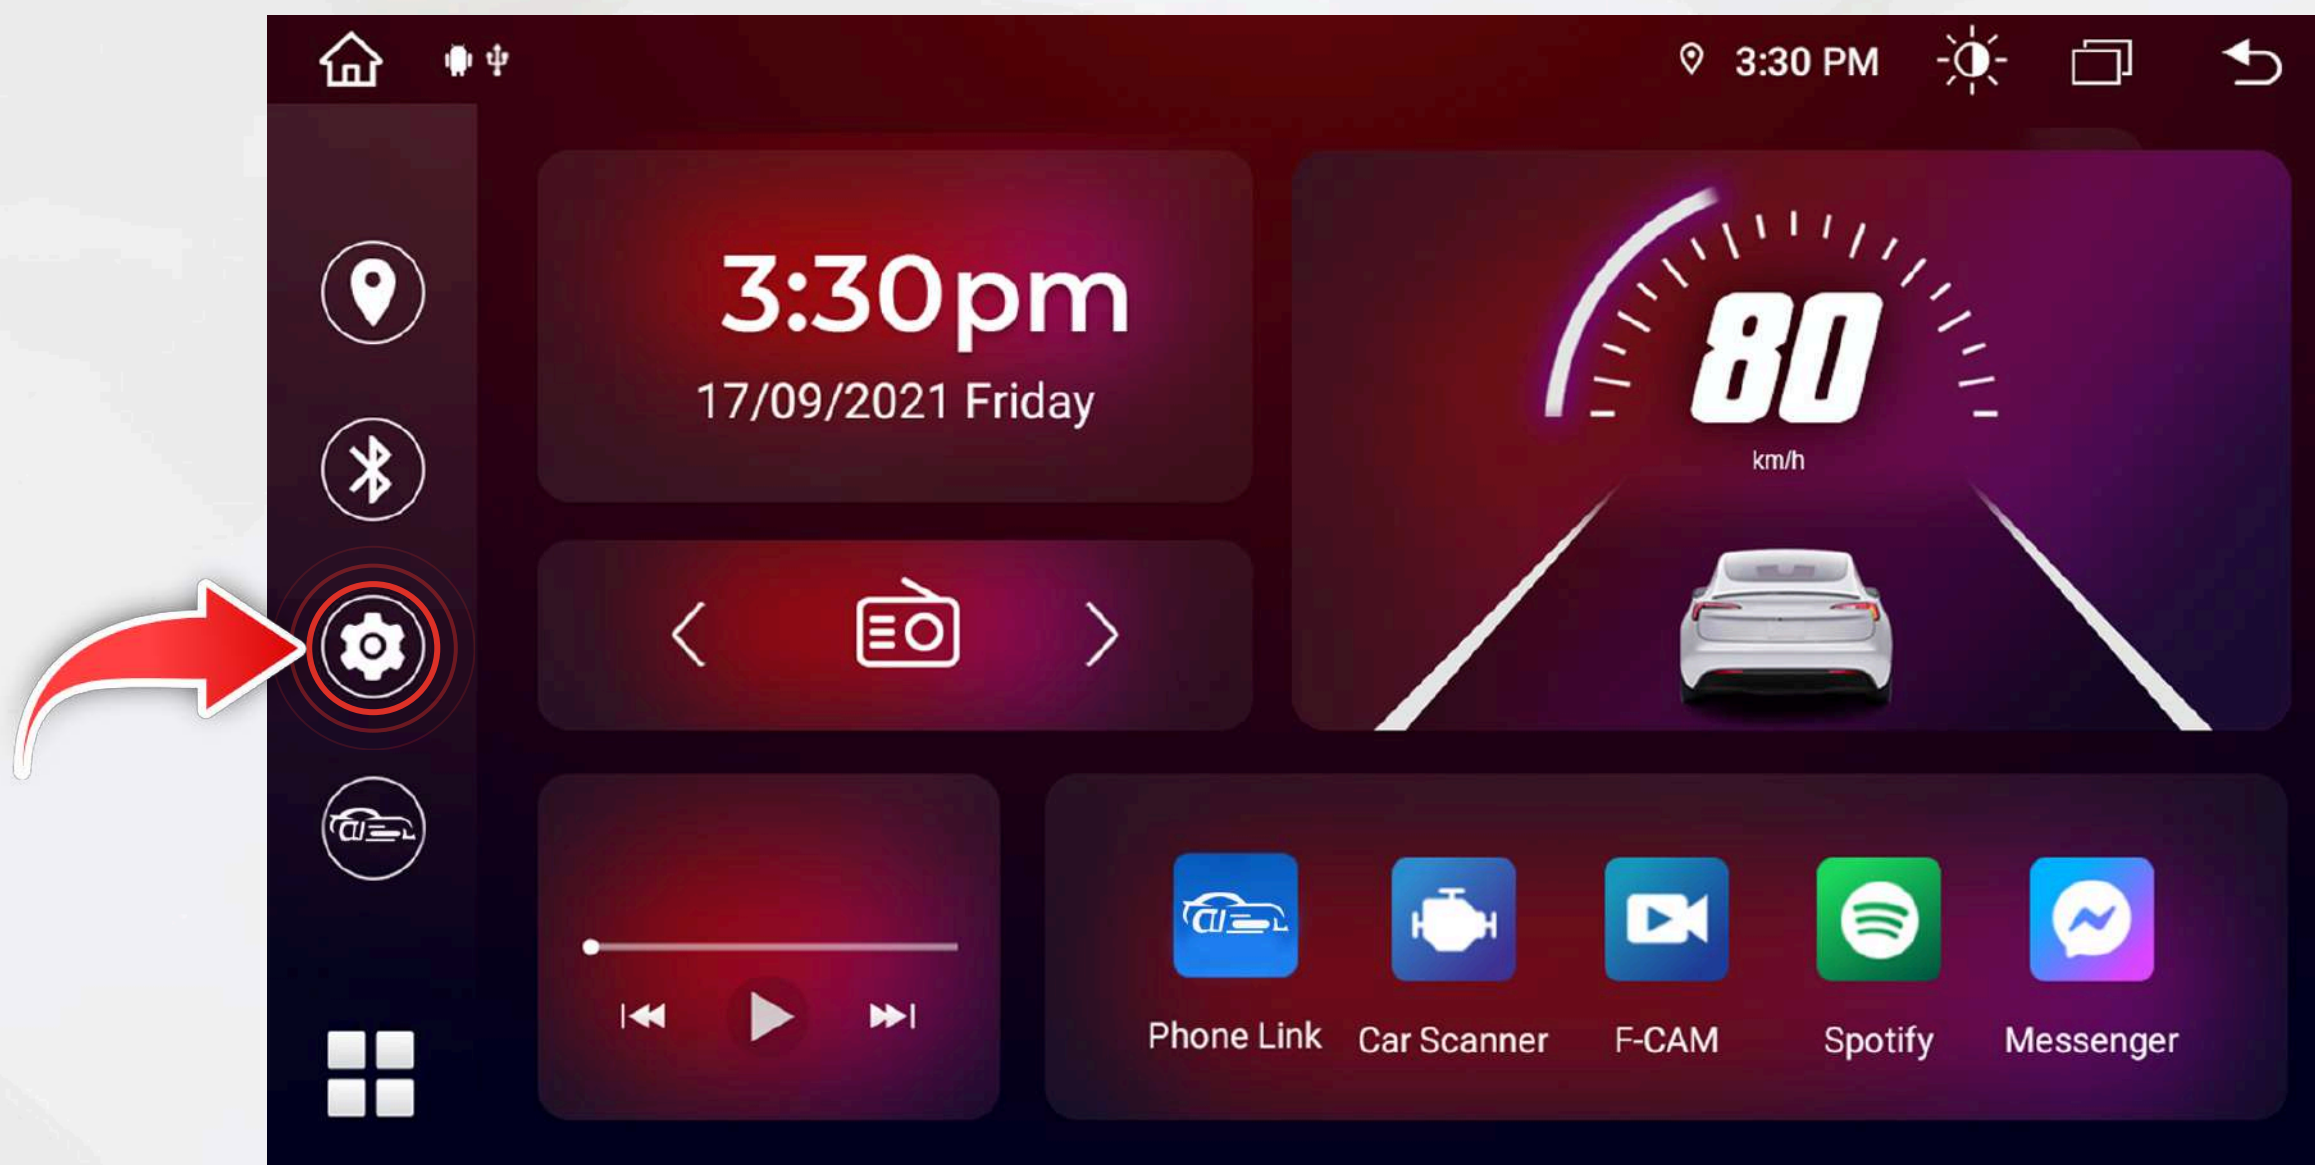 3:30 PM
3:30pm
17/09/2021 Friday
80
km/h
Phone Link
Car Scanner
F-CAM
Spotify
Messenger